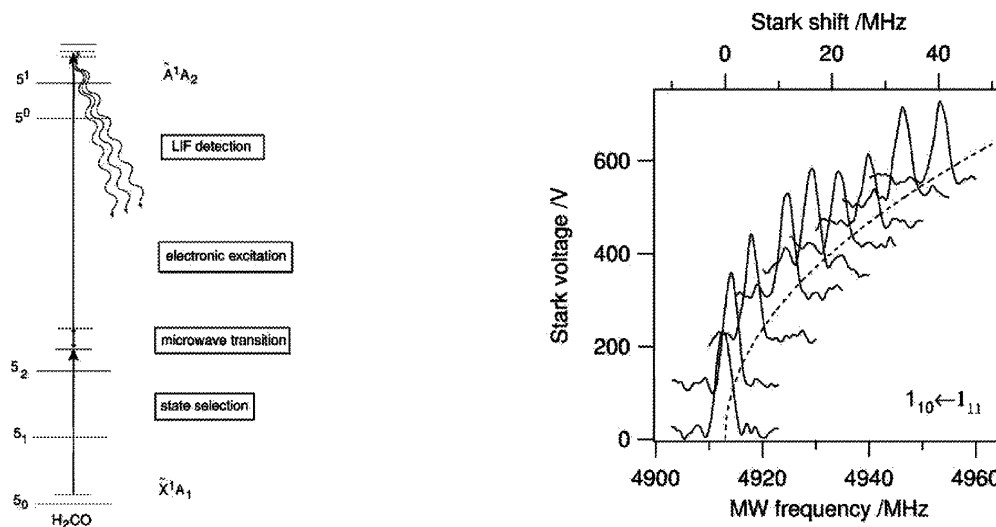 5¹
Ã¹A₂
5⁰
LIF detection
electronic excitation
microwave transition
5₂
state selection
5₁
X̃¹A₁
5₀
H₂CO
Stark shift /MHz
0
20
40
Stark voltage /V
600
400
200
0
1₁₀←1₁₁
4900
4920
4940
4960
MW frequency /MHz